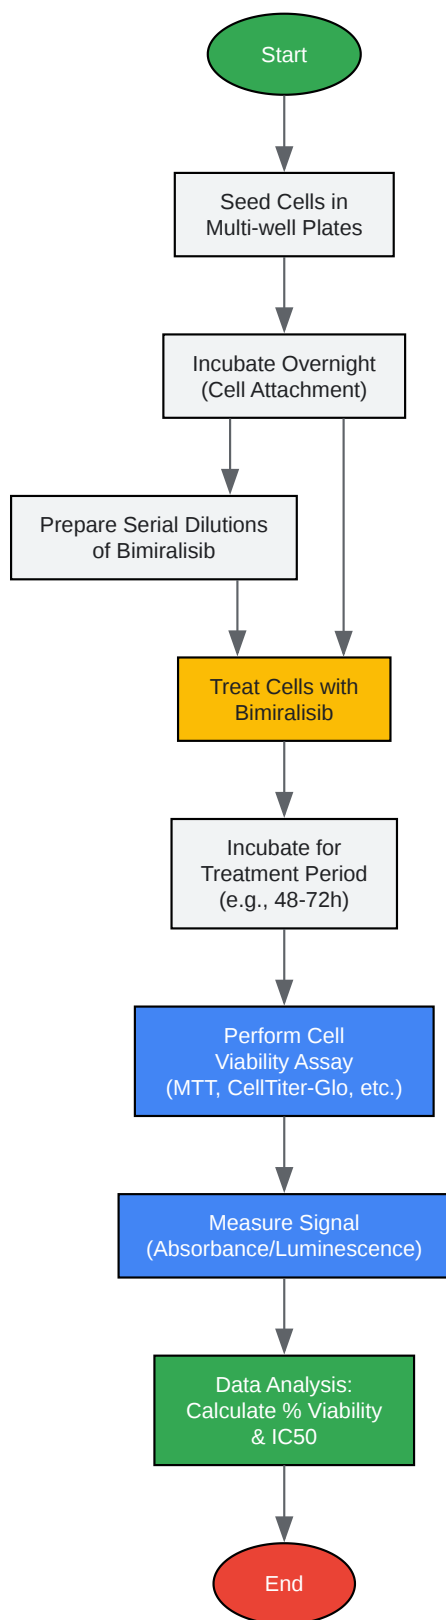 Start
Seed Cells in
Multi-well Plates
Incubate Overnight
(Cell Attachment)
Prepare Serial Dilutions
of Bimiralisib
Treat Cells with
Bimiralisib
Incubate for
Treatment Period
(e.g., 48-72h)
Perform Cell
Viability Assay
(MTT, CellTiter-Glo, etc.)
Measure Signal
(Absorbance/Luminescence)
Data Analysis:
Calculate % Viability
& IC50
End